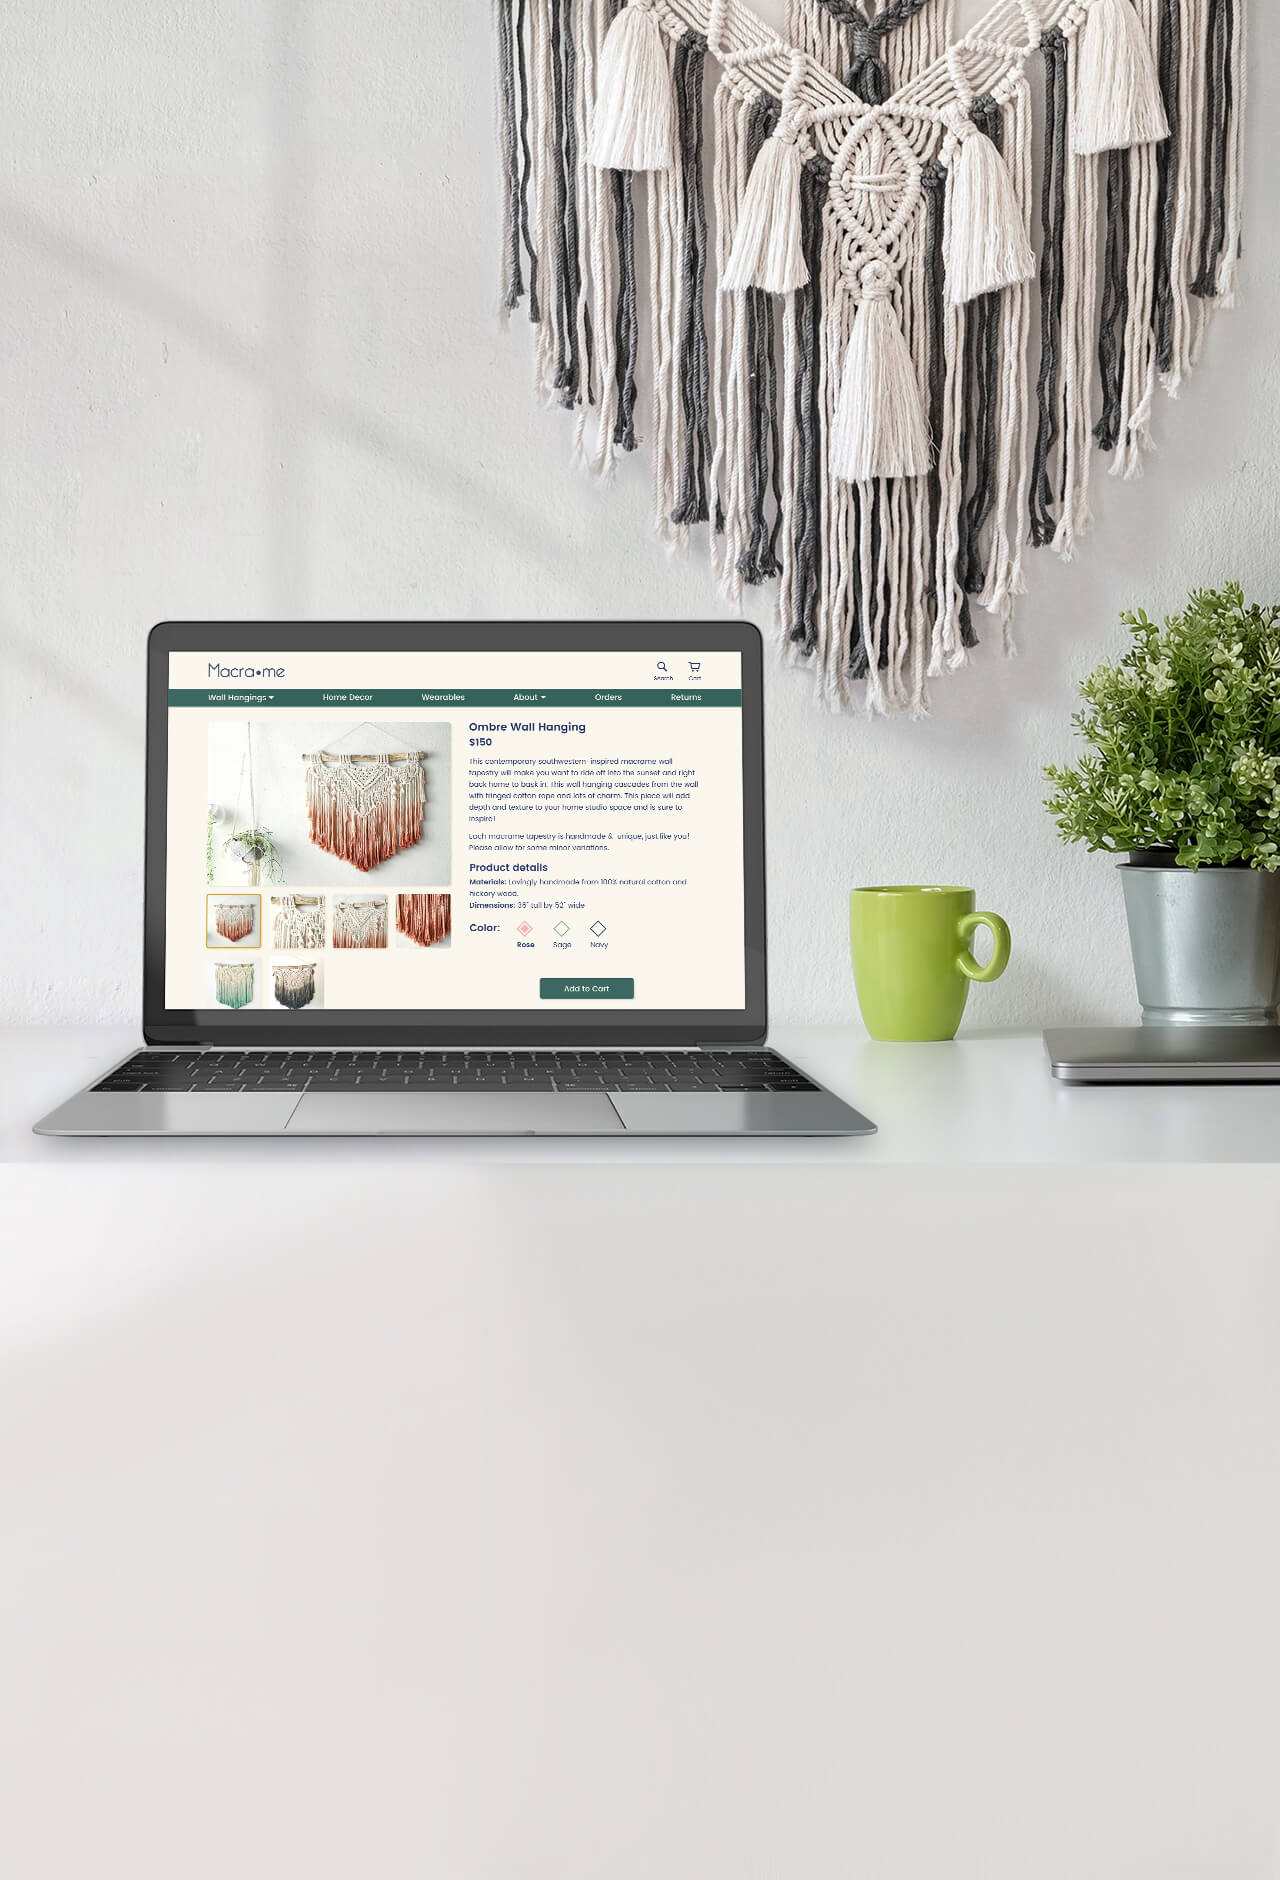 Macra•me
Search
Cart
Wall Hangings
Home Decor
Wearables
About
Orders
Returns
Ombre Wall Hanging
$150
This contemporary southwestern- inspired macrame wall
tapestry will make you want to ride off into the sunset and right
back home to bask in. This wall hanging cascades from the wall
with fringed cotton rope and lots of charm. This piece will add
depth and texture to your home studio space and is sure to
inspire!
Each macrame tapestry is handmade & unique, just like you!
Please allow for some minor variations.
Product details
Materials: Lovingly handmade from 100% natural cotton and
hickory wood.
Dimensions: 36" tall by 52" wide
Color:
Rose
Sage
Navy
Add to Cart